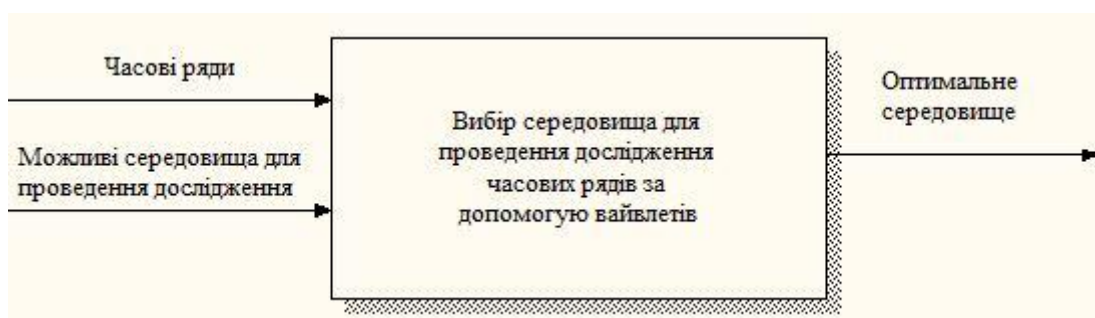 Часові ряди
Можливі середовища для
проведення дослідження
Вибір середовища для
проведення дослідження
часових рядів за
допомогую вайвлетів
Оптимальне
середовище